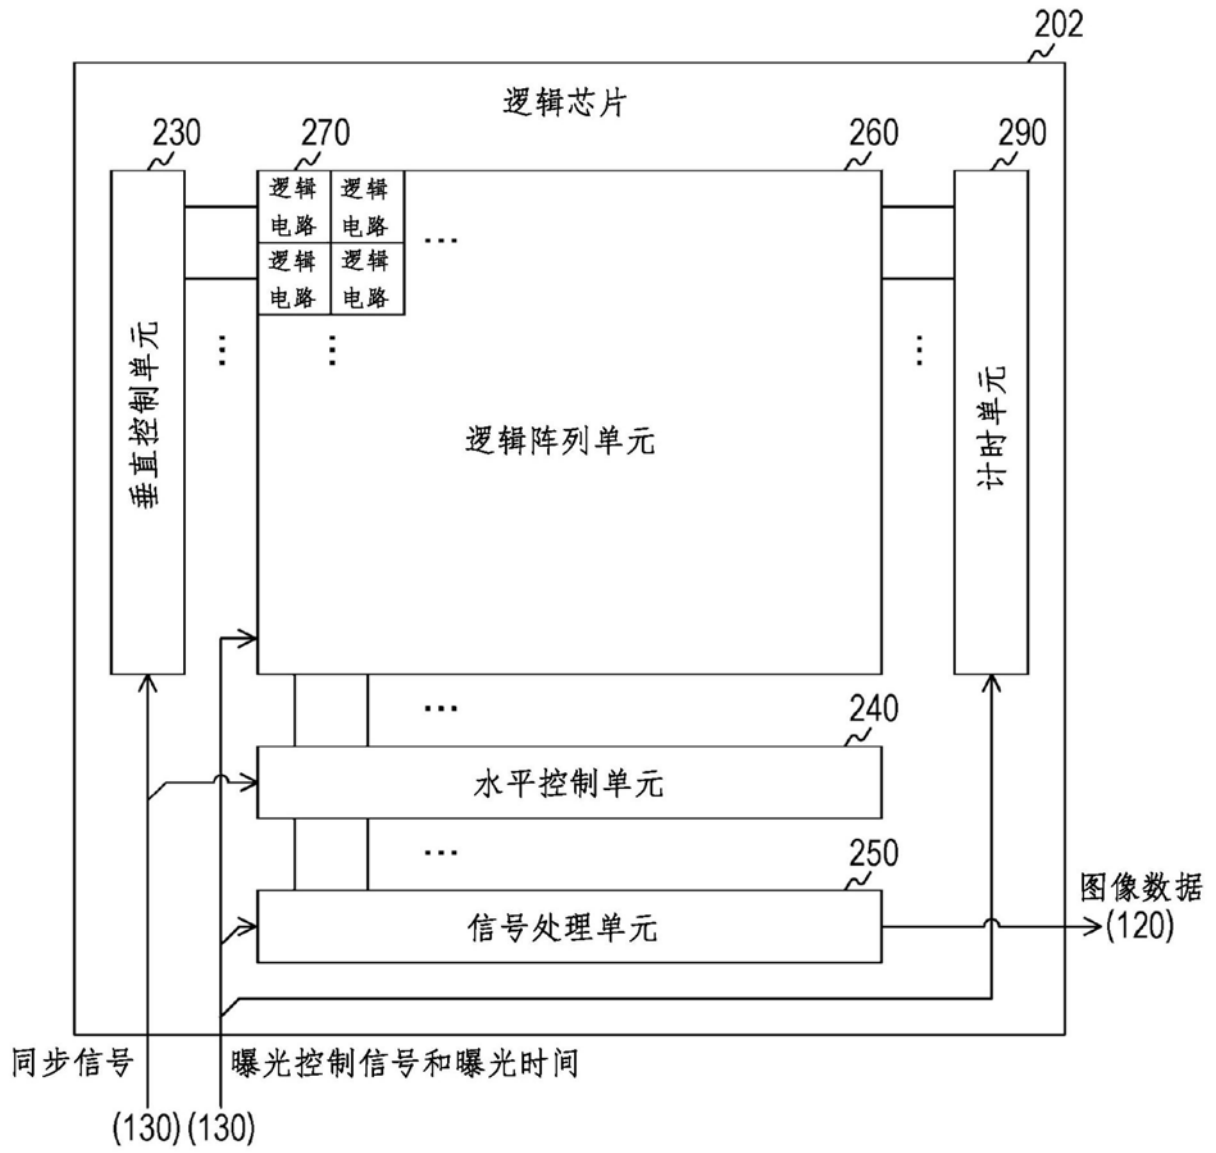 202
逻辑芯片
230
270
260
290
逻辑
电路
逻辑
电路
...
逻辑
电路
逻辑
电路
...
...
...
垂直控制单元
逻辑阵列单元
计时单元
...
240
水平控制单元
...
250
信号处理单元
图像数据
(120)
同步信号
曝光控制信号和曝光时间
(130) (130)